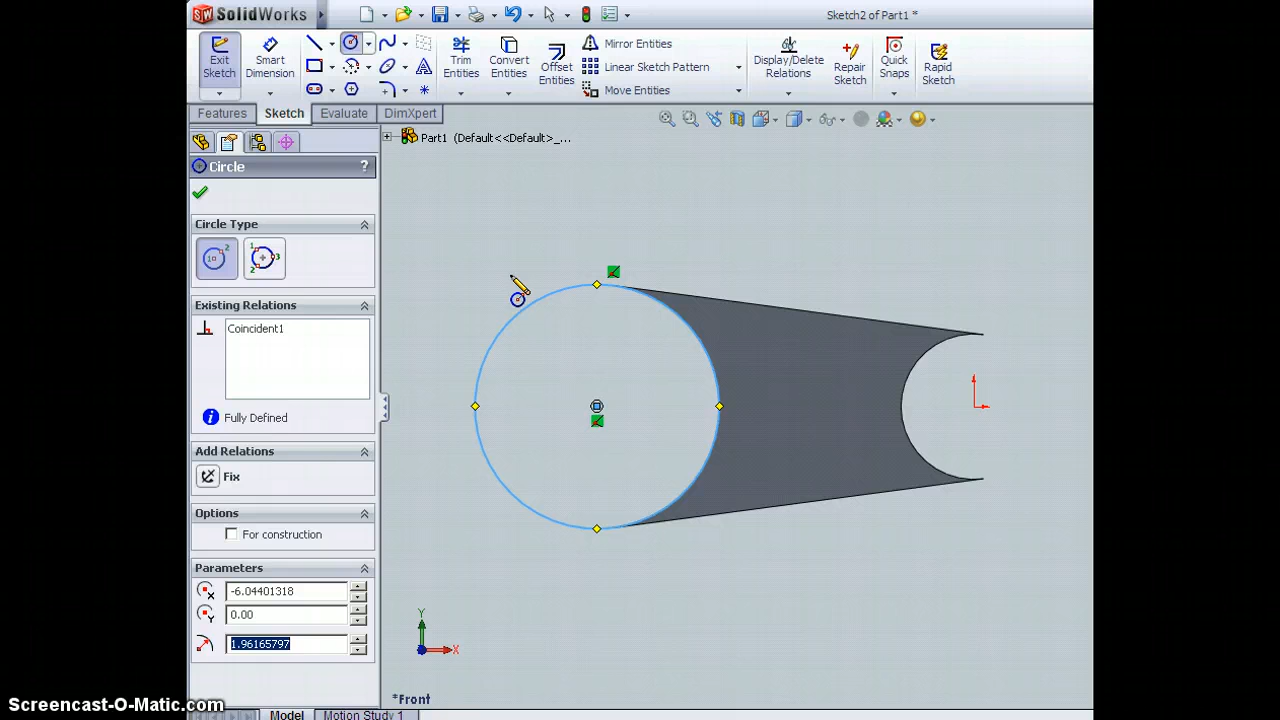 SolidWorks
Sketch2 of Part1 *
Exit Sketch
Smart Dimension
Trim Entities
Convert Entities
Offset Entities
Mirror Entities
Linear Sketch Pattern
Move Entities
Display/Delete Relations
Repair Sketch
Quick Snaps
Rapid Sketch
Features
Sketch
Evaluate
DimXpert
Part1 (Default<<Default>_...
Circle
?
Circle Type
Existing Relations
Coincident1
Fully Defined
Add Relations
Fix
Options
For construction
Parameters
-6.04401318
0.00
1.96165797
Y
X
*Front
Model
Motion Study 1
Screencast-O-Matic.com